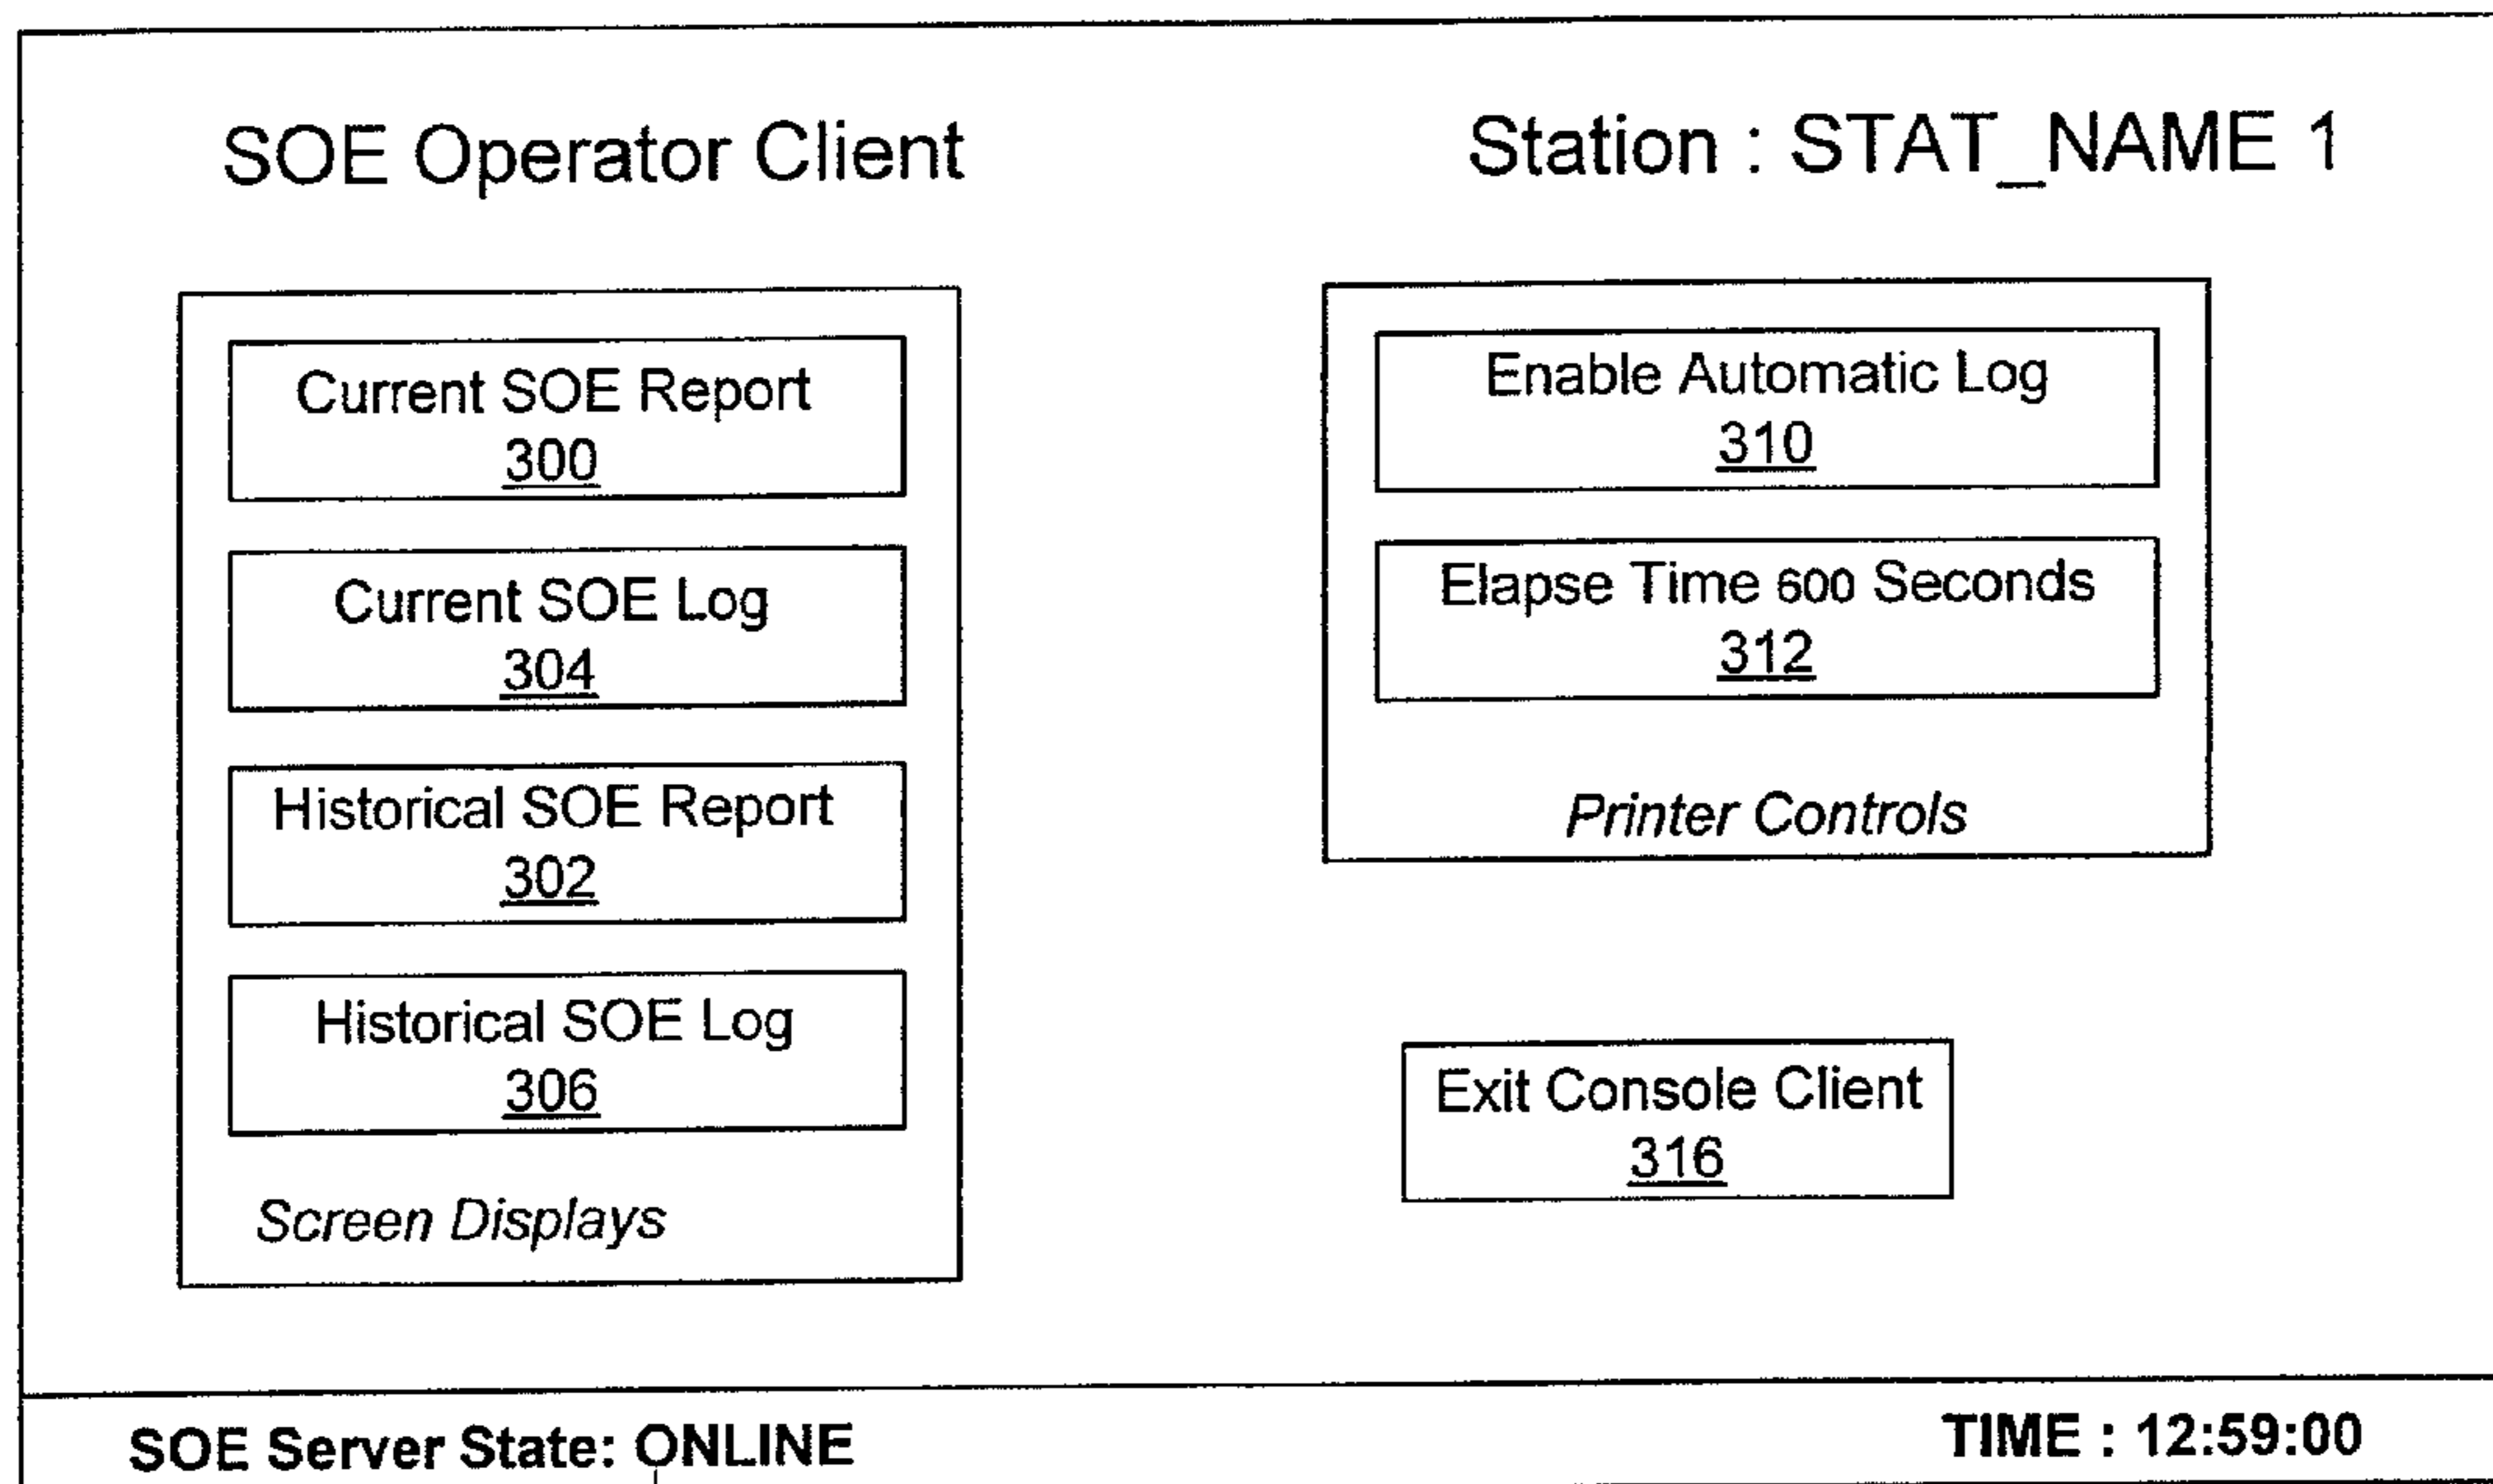 SOE Operator Client
Station : STAT_NAME 1
Current SOE Report
300
Current SOE Log
304
Historical SOE Report
302
Historical SOE Log
306
Screen Displays
Enable Automatic Log
310
Elapse Time 600 Seconds
312
Printer Controls
Exit Console Client
316
SOE Server State: ONLINE
TIME : 12:59:00